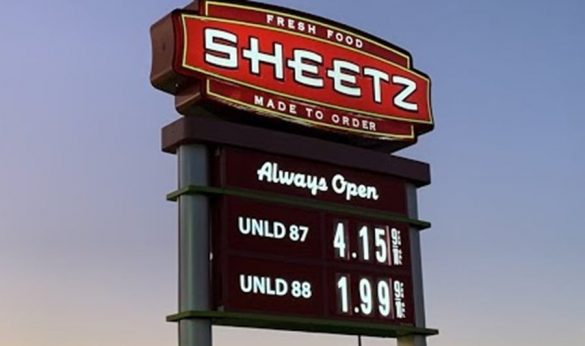 FRESH FOOD
SHEETZ
MADE TO ORDER
Always Open
UNLD 87 4.15
UNLD 88 1.99